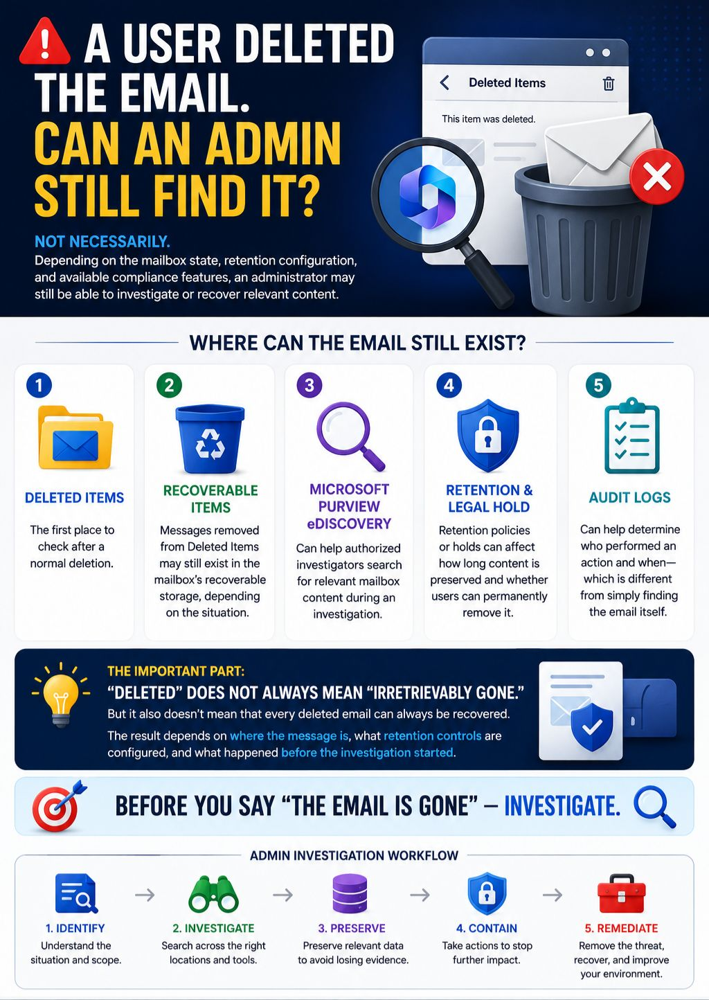 A USER DELETED
THE EMAIL.
CAN AN ADMIN
STILL FIND IT?
NOT NECESSARILY.
Depending on the mailbox state, retention configuration,
and available compliance features, an administrator may
still be able to investigate or recover relevant content.
Deleted Items
This item was deleted.
WHERE CAN THE EMAIL STILL EXIST?
1
DELETED ITEMS
The first place to
check after a
normal deletion.
2
RECOVERABLE
ITEMS
Messages removed
from Deleted Items
may still exist in the
mailbox's recoverable
storage, depending
on the situation.
3
MICROSOFT
PURVIEW
eDISCOVERY
Can help authorized
investigators search
for relevant mailbox
content during an
investigation.
4
RETENTION &
LEGAL HOLD
Retention policies
or holds can affect
how long content is
preserved and whether
users can permanently
remove it.
5
AUDIT LOGS
Can help determine
who performed an
action and when—
which is different
from simply finding
the email itself.
THE IMPORTANT PART:
“DELETED” DOES NOT ALWAYS MEAN “IRRETRIEVABLY GONE.”
But it also doesn't mean that every deleted email can always be recovered.
The result depends on where the message is, what retention controls are
configured, and what happened before the investigation started.
BEFORE YOU SAY “THE EMAIL IS GONE” – INVESTIGATE.
ADMIN INVESTIGATION WORKFLOW
1. IDENTIFY
Understand the
situation and scope.
2. INVESTIGATE
Search across the right
locations and tools.
3. PRESERVE
Preserve relevant data
to avoid losing evidence.
4. CONTAIN
Take actions to stop
further impact.
5. REMEDIATE
Remove the threat,
recover, and improve
your environment.